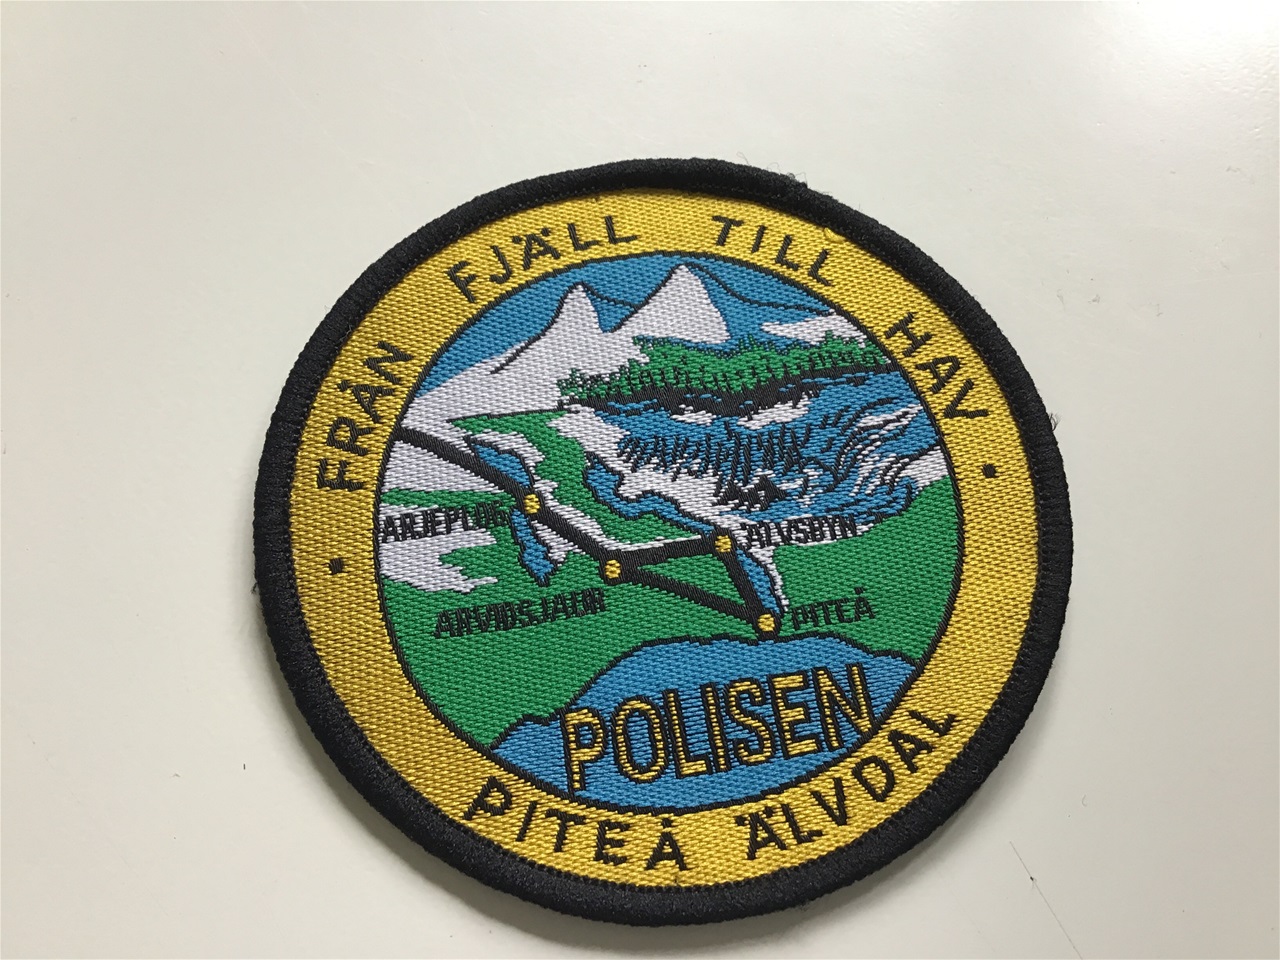 FRÅN FJÄLL TILL HAV
ARJEPLOG
ÄLVSBYN
ARVIDSJAUR
PITEÅ
POLISEN
PITEÅ ÄLVDAL